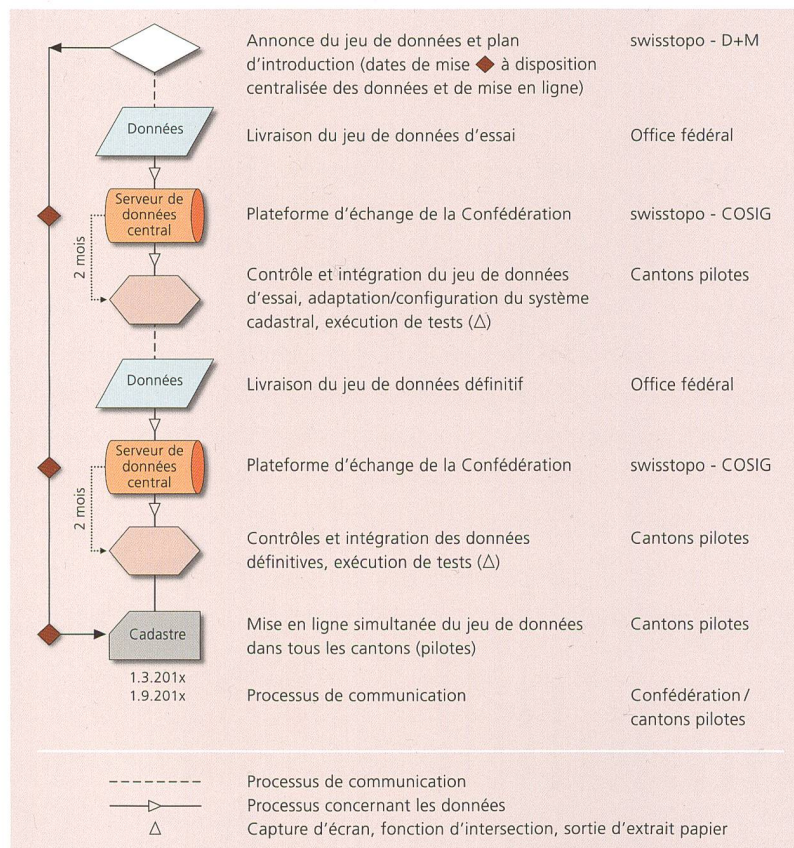 Annonce du jeu de données et plan
d'introduction (dates de mise ◆ à disposition
centralisée des données et de mise en ligne)
swisstopo - D+M
Données
Livraison du jeu de données d'essai
Office fédéral
Serveur de
données
central
Plateforme d'échange de la Confédération
swisstopo - COSIG
2 mois
Contrôle et intégration du jeu de données
d'essai, adaptation/configuration du système
cadastral, exécution de tests (Δ)
Cantons pilotes
Données
Livraison du jeu de données définitif
Office fédéral
Serveur de
données
central
Plateforme d'échange de la Confédération
swisstopo - COSIG
2 mois
Contrôles et intégration des données
définitives, exécution de tests (Δ)
Cantons pilotes
Cadastre
Mise en ligne simultanée du jeu de données
dans tous les cantons (pilotes)
Cantons pilotes
1.3.201x
1.9.201x
Processus de communication
Confédération /
cantons pilotes
Processus de communication
Processus concernant les données
Δ Capture d'écran, fonction d'intersection, sortie d'extrait papier